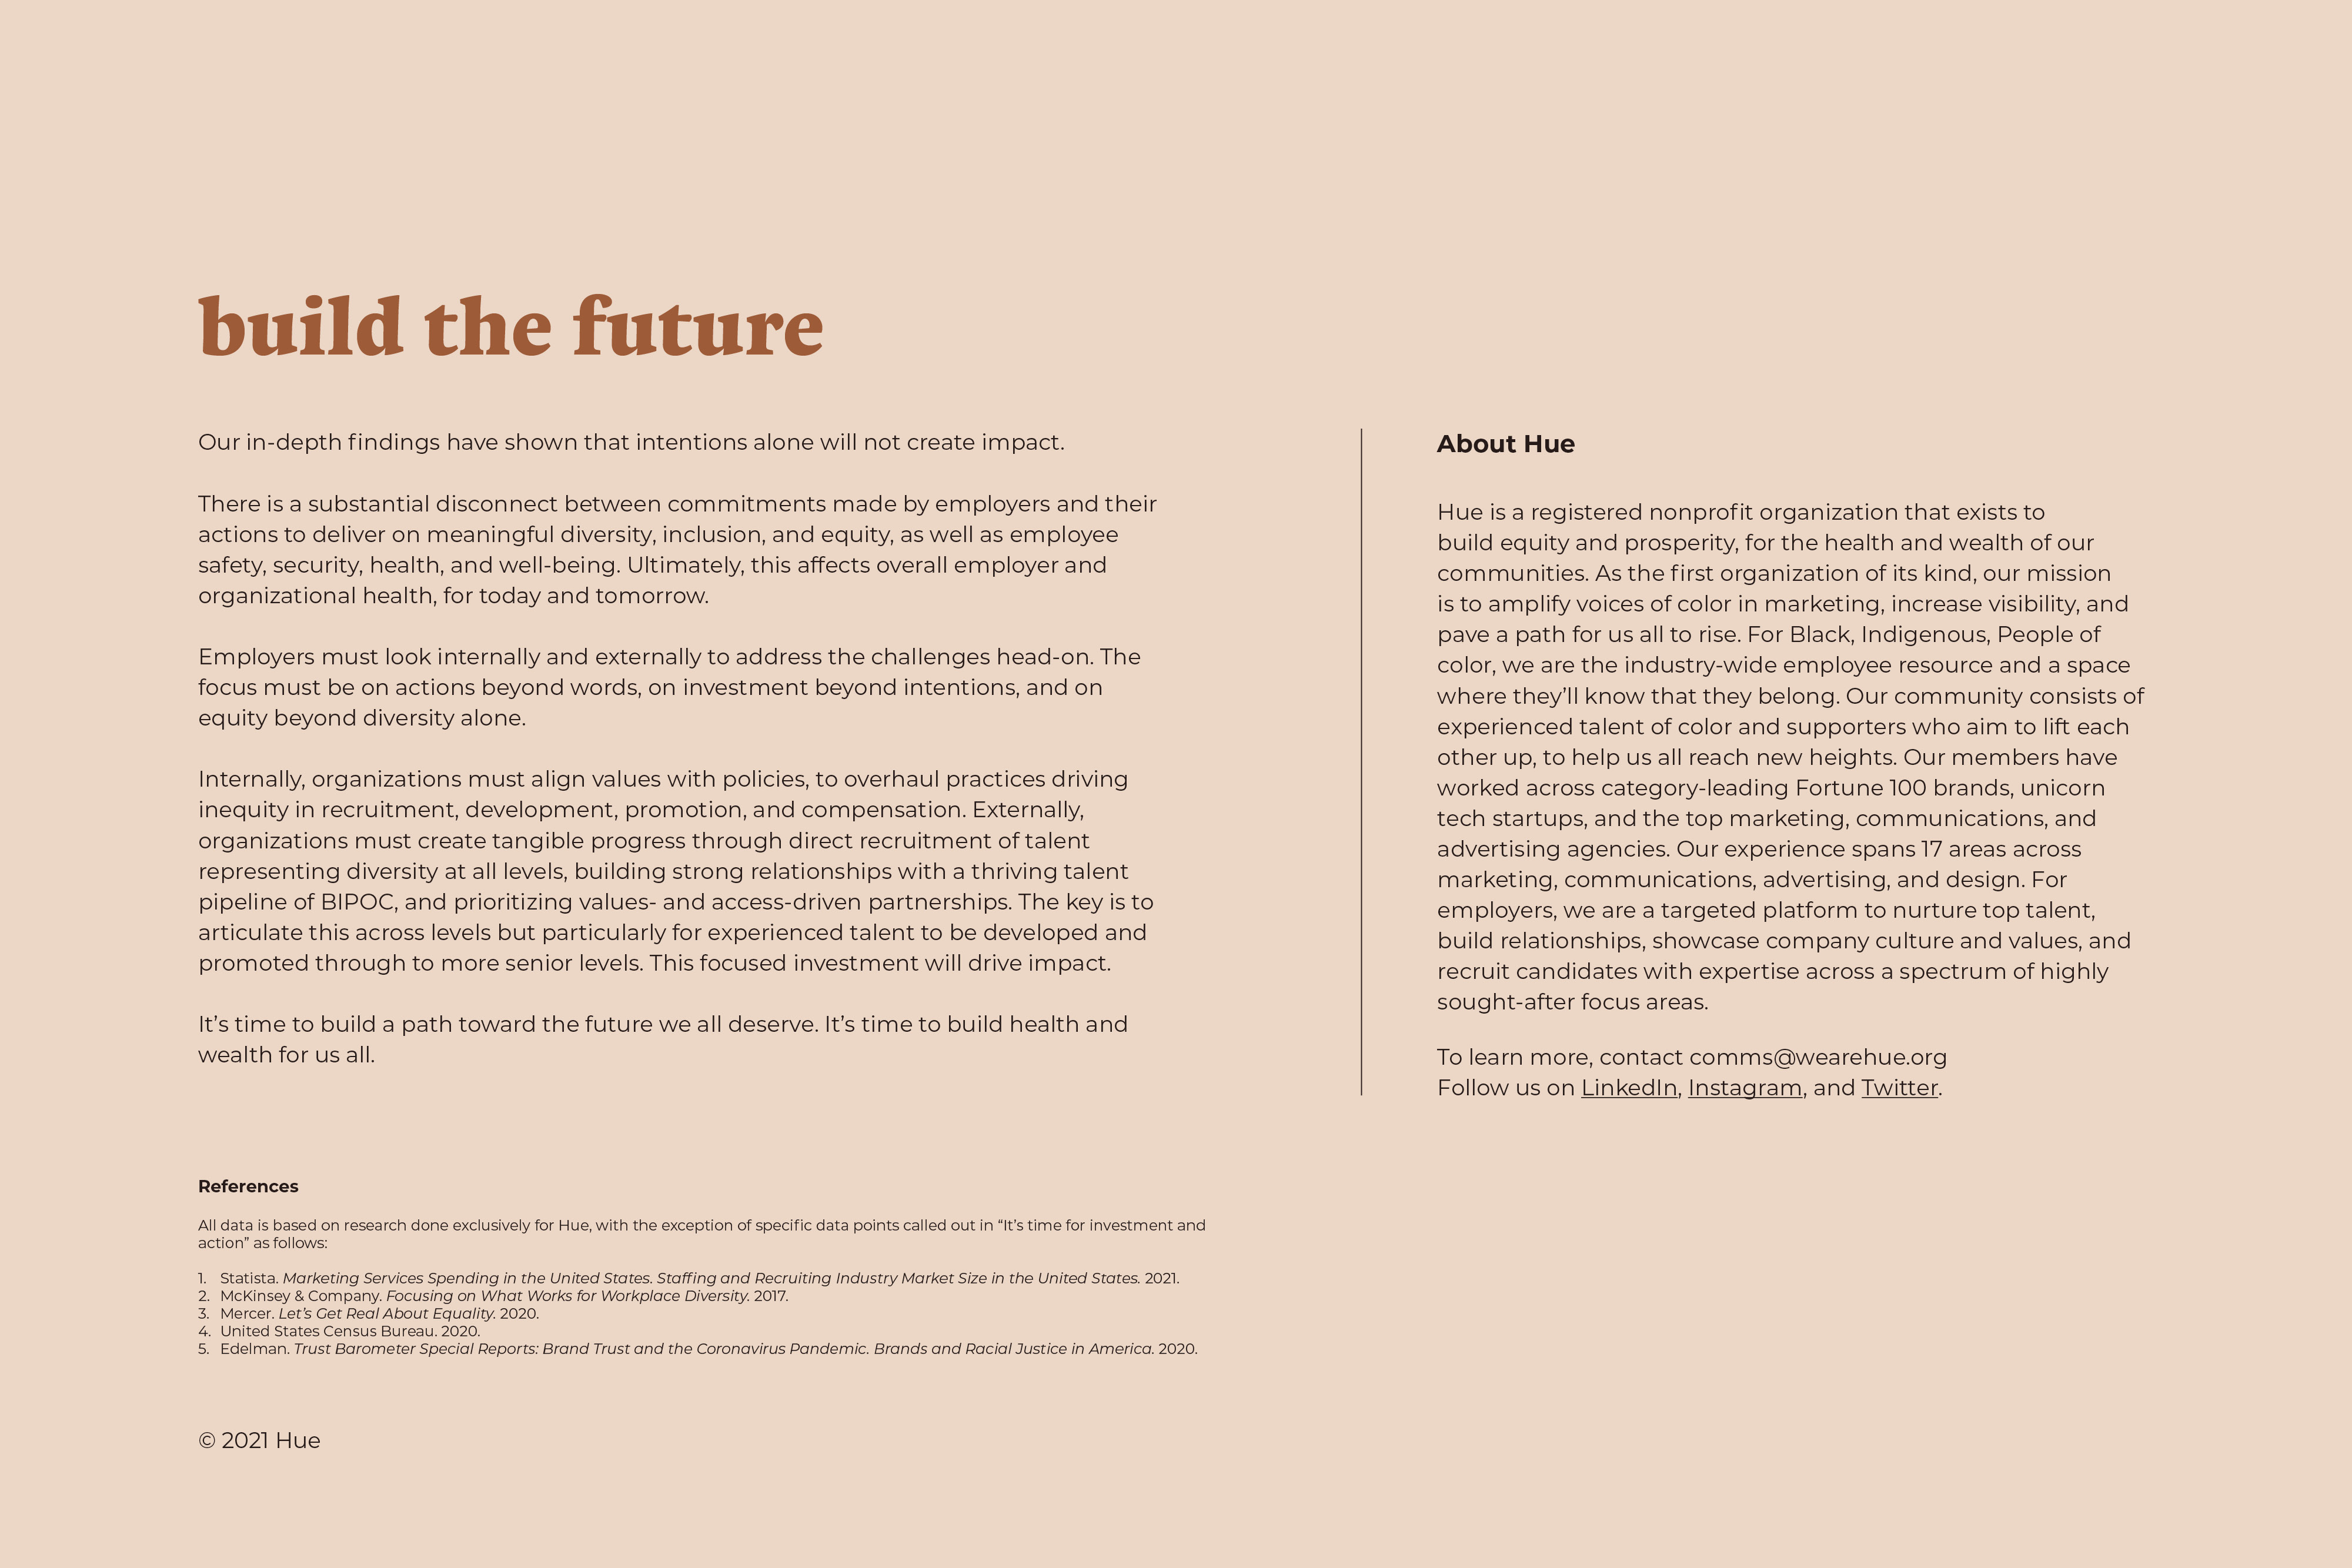 build the future
Our in-depth findings have shown that intentions alone will not create impact.
There is a substantial disconnect between commitments made by employers and their
actions to deliver on meaningful diversity, inclusion, and equity, as well as employee
safety, security, health, and well-being. Ultimately, this affects overall employer and
organizational health, for today and tomorrow.
Employers must look internally and externally to address the challenges head-on. The
focus must be on actions beyond words, on investment beyond intentions, and on
equity beyond diversity alone.
Internally, organizations must align values with policies, to overhaul practices driving
inequity in recruitment, development, promotion, and compensation. Externally,
organizations must create tangible progress through direct recruitment of talent
representing diversity at all levels, building strong relationships with a thriving talent
pipeline of BIPOC, and prioritizing values- and access-driven partnerships. The key is to
articulate this across levels but particularly for experienced talent to be developed and
promoted through to more senior levels. This focused investment will drive impact.
It’s time to build a path toward the future we all deserve. It’s time to build health and
wealth for us all.
About Hue
Hue is a registered nonprofit organization that exists to
build equity and prosperity, for the health and wealth of our
communities. As the first organization of its kind, our mission
is to amplify voices of color in marketing, increase visibility, and
pave a path for us all to rise. For Black, Indigenous, People of
color, we are the industry-wide employee resource and a space
where they’ll know that they belong. Our community consists of
experienced talent of color and supporters who aim to lift each
other up, to help us all reach new heights. Our members have
worked across category-leading Fortune 100 brands, unicorn
tech startups, and the top marketing, communications, and
advertising agencies. Our experience spans 17 areas across
marketing, communications, advertising, and design. For
employers, we are a targeted platform to nurture top talent,
build relationships, showcase company culture and values, and
recruit candidates with expertise across a spectrum of highly
sought-after focus areas.
To learn more, contact comms@wearehue.org
Follow us on LinkedIn, Instagram, and Twitter.
References
All data is based on research done exclusively for Hue, with the exception of specific data points called out in “It’s time for investment and
action” as follows:
1. Statista. Marketing Services Spending in the United States. Staffing and Recruiting Industry Market Size in the United States. 2021.
2. McKinsey & Company. Focusing on What Works for Workplace Diversity. 2017.
3. Mercer. Let’s Get Real About Equality. 2020.
4. United States Census Bureau. 2020.
5. Edelman. Trust Barometer Special Reports: Brand Trust and the Coronavirus Pandemic. Brands and Racial Justice in America. 2020.
© 2021 Hue